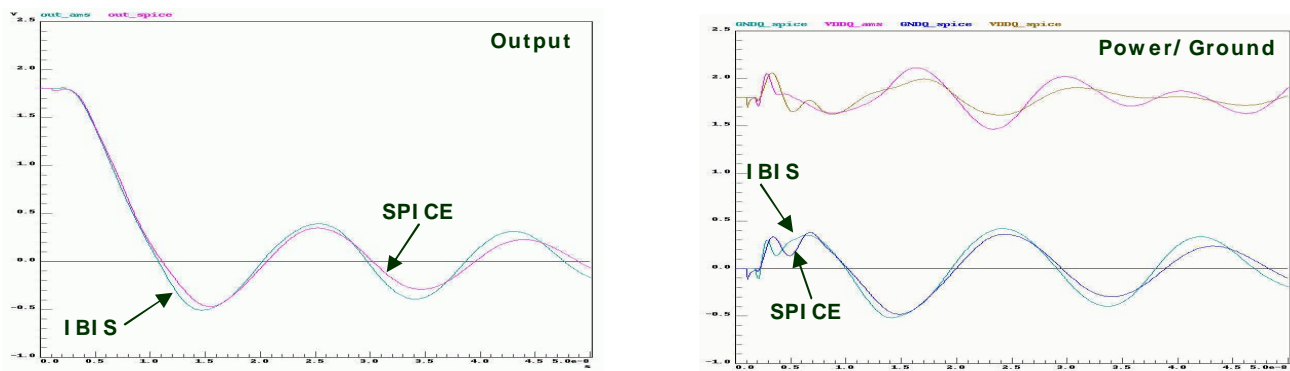 v out_ams out_spice
Output
2.5
2.0
1.5
1.0
0.5
0.0
-0.5
-1.0
SPICE
IBIS
0.0 0.5 1.0 1.5 2.0 2.5 3.0 3.5 4.0 4.5 5.0e-8
s
GNDQ_spice VDDQ_ams GNDQ_spice VDDQ_spice
Power/ Ground
2.5
2.0
1.5
1.0
0.5
0.0
-0.5
-1.0
IBIS
SPICE
0.0 0.5 1.0 1.5 2.0 2.5 3.0 3.5 4.0 4.5 5.0e-8